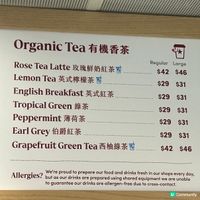 Organic Tea 有機香茶
Regular Large
Rose Tea Latte 玫瑰鮮奶紅茶 $42 $46
Lemon Tea 英式檸檬茶 $29 $31
English Breakfast 英式紅茶 $29 $31
Tropical Green 綠茶 $29 $31
Peppermint 薄荷茶 $29 $31
Earl Grey 伯爵紅茶 $29 $31
Grapefruit Green Tea 西柚綠茶 $42 $46
Allergies? We're proud to prepare our food and drinks fresh in our shops every day,
but as our drinks are prepared using shared equipment we are unable
to guarantee our drinks are allergen-free due to cross-contact.